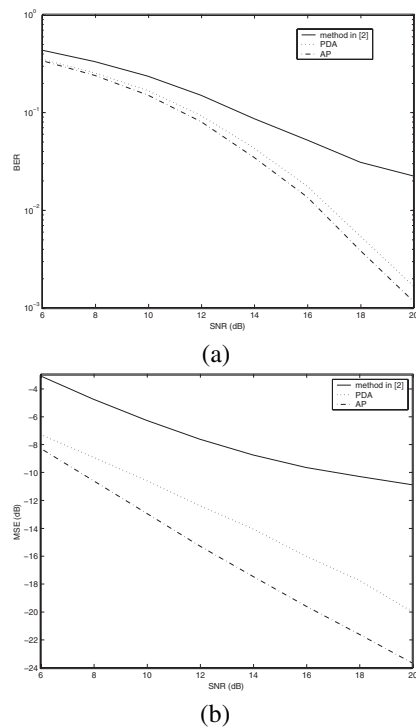 10^0
10^-1
10^-2
10^-3
BER
method in [2]
PDA
AP
6 8 10 12 14 16 18 20
SNR (dB)
(a)
-4
-6
-8
-10
-12
-14
-16
-18
-20
-22
-24
MSE (dB)
method in [2]
PDA
AP
6 8 10 12 14 16 18 20
SNR (dB)
(b)